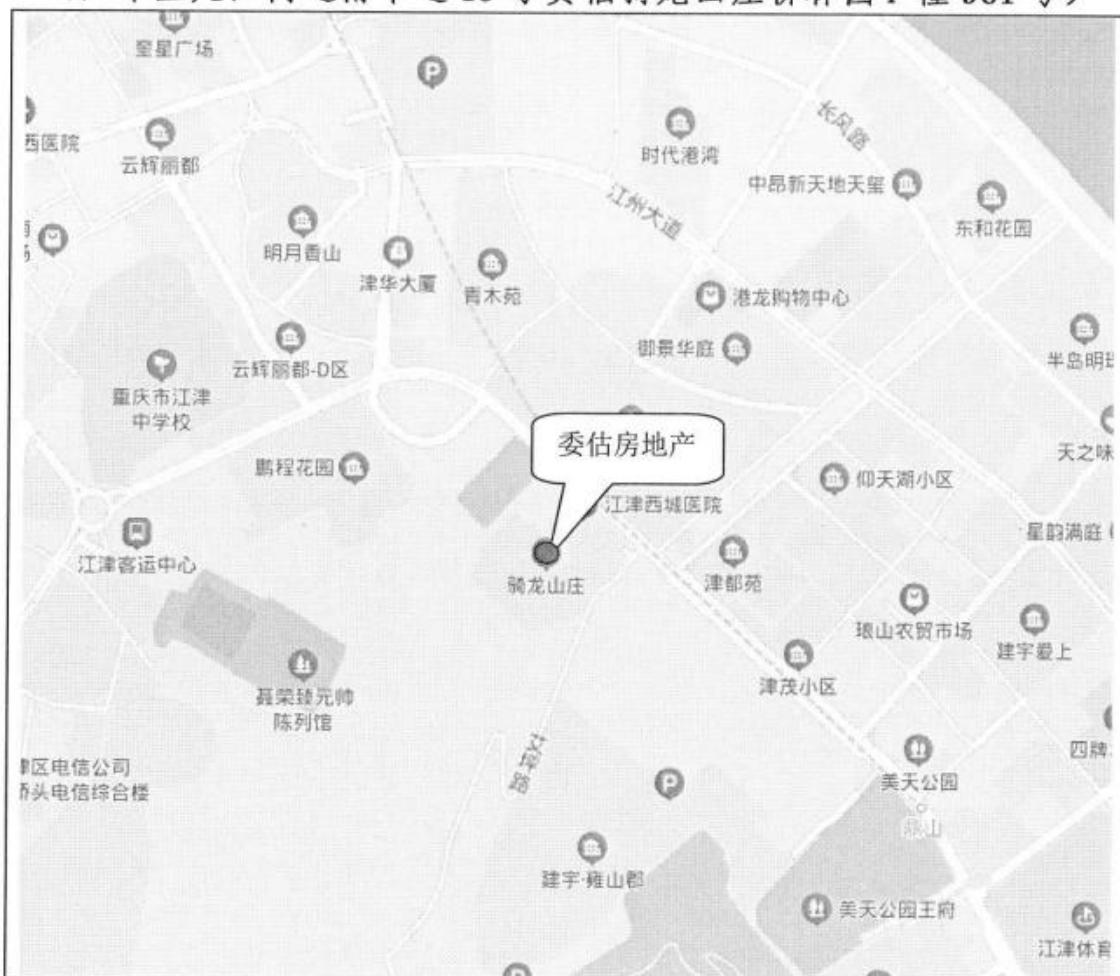 至星广场
西医院
云辉丽都
时代港湾
长风路
中昂新天地天玺
东和花园
江州大道
明月香山
津华大厦
青木苑
港龙购物中心
御景华庭
半岛明
云辉丽都-D区
重庆市江津
中学校
委估房地产
天之味
鹏程花园
仰天湖小区
江津西城医院
星韵满庭
江津客运中心
骑龙山庄
津都苑
琅山农贸市场
建宇爱上
津茂小区
聂荣臻元帅
陈列馆
四牌
区电信公司
桥头电信综合楼
美天公园
鼎山
建宇·雍山郡
美天公园王府
江津体育